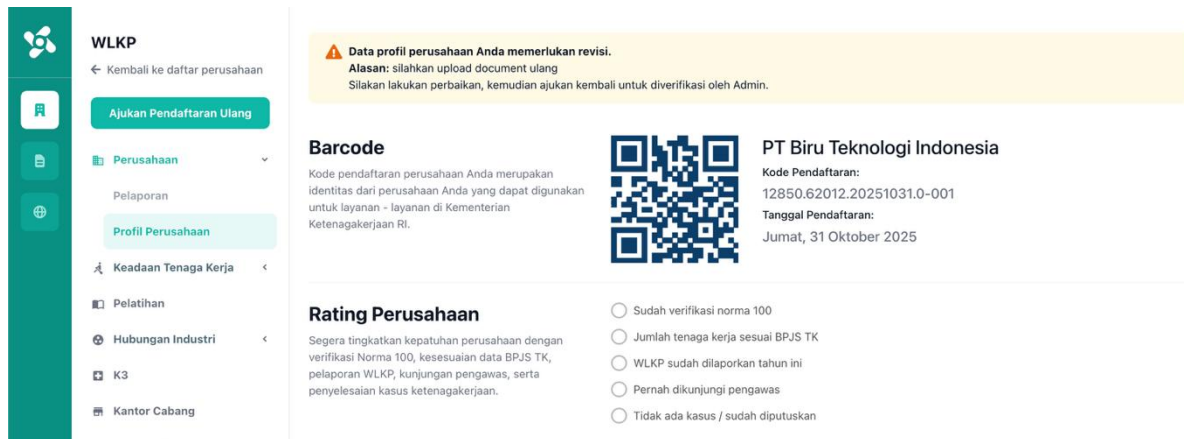 WLKP
Kembali ke daftar perusahaan
Ajukan Pendaftaran Ulang
Perusahaan
Pelaporan
Profil Perusahaan
Keadaan Tenaga Kerja
Pelatihan
Hubungan Industri
K3
Kantor Cabang
Data profil perusahaan Anda memerlukan revisi.
Alasan: silahkan upload document ulang
Silakan lakukan perbaikan, kemudian ajukan kembali untuk diverifikasi oleh Admin.
Barcode
Kode pendaftaran perusahaan Anda merupakan
identitas dari perusahaan Anda yang dapat digunakan
untuk layanan - layanan di Kementerian
Ketenagakerjaan RI.
PT Biru Teknologi Indonesia
Kode Pendaftaran:
12850.62012.20251031.0-001
Tanggal Pendaftaran:
Jumat, 31 Oktober 2025
Rating Perusahaan
Segera tingkatkan kepatuhan perusahaan dengan
verifikasi Norma 100, kesesuaian data BPJS TK,
pelaporan WLKP, kunjungan pengawas, serta
penyelesaian kasus ketenagakerjaan.
Sudah verifikasi norma 100
Jumlah tenaga kerja sesuai BPJS TK
WLKP sudah dilaporkan tahun ini
Pernah dikunjungi pengawas
Tidak ada kasus / sudah diputuskan